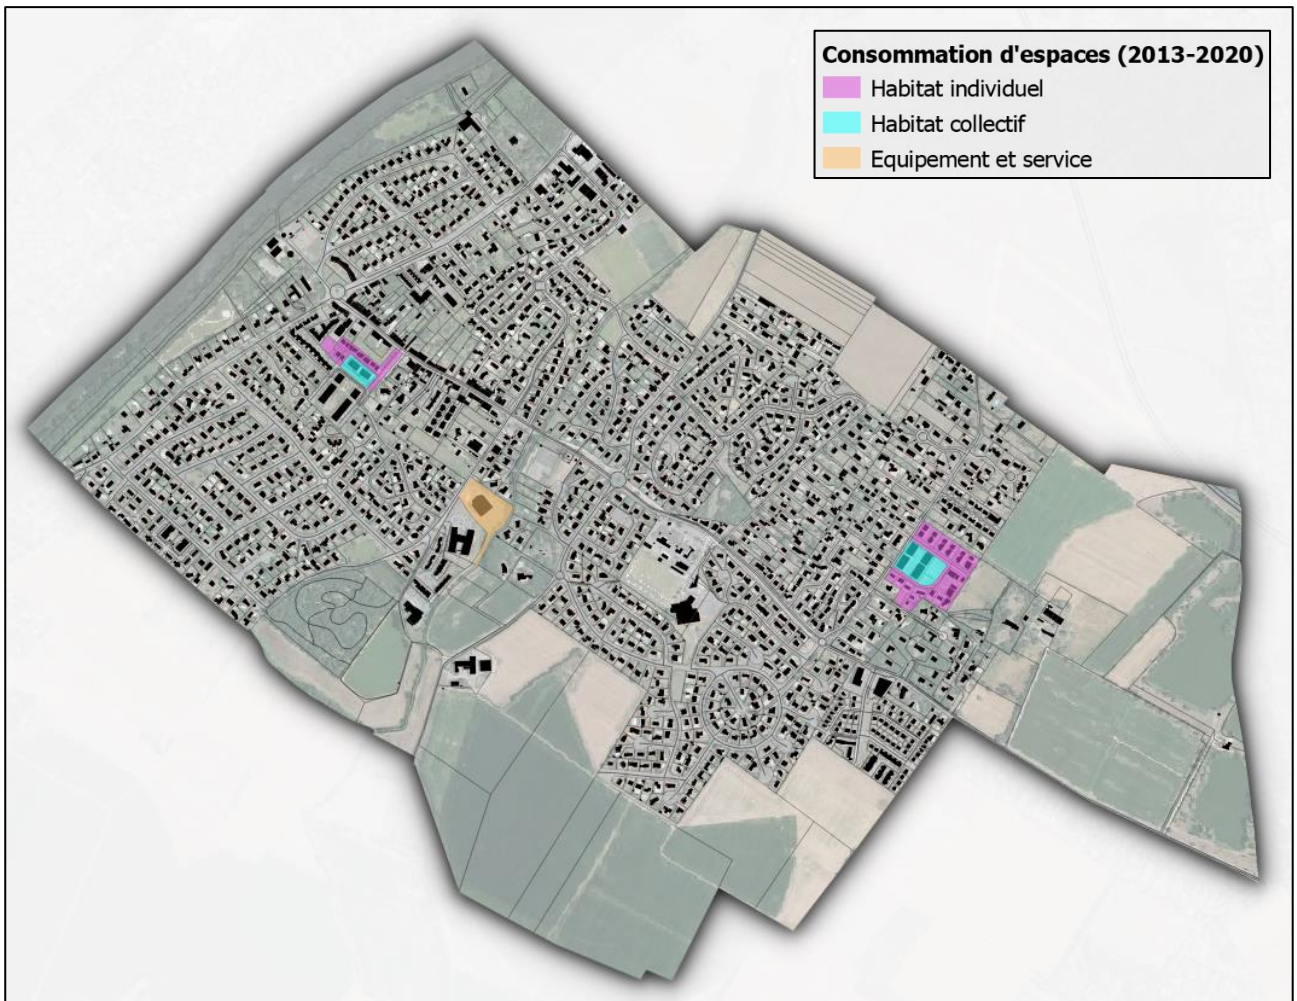 Consommation d'espaces (2013-2020)
Habitat individuel
Habitat collectif
Equipement et service